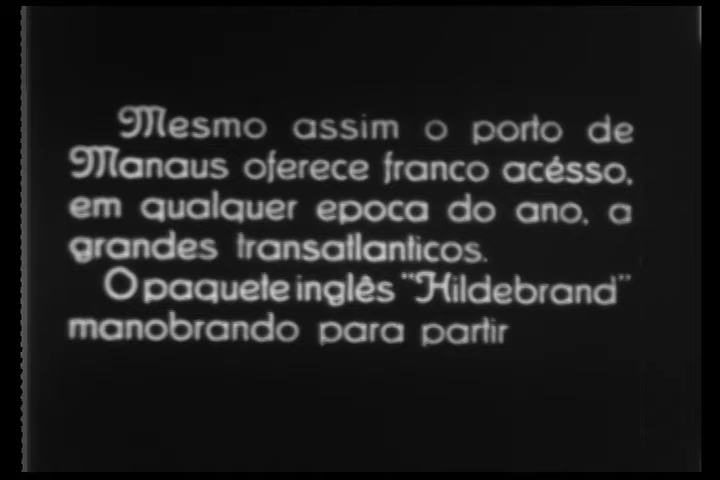 Mesmo assim o porto de
Manaus oferece franco acésso,
em qualquer epoca do ano, a
grandes transatlanticos.
O paquete inglês "Hildebrand"
manobrando para partir